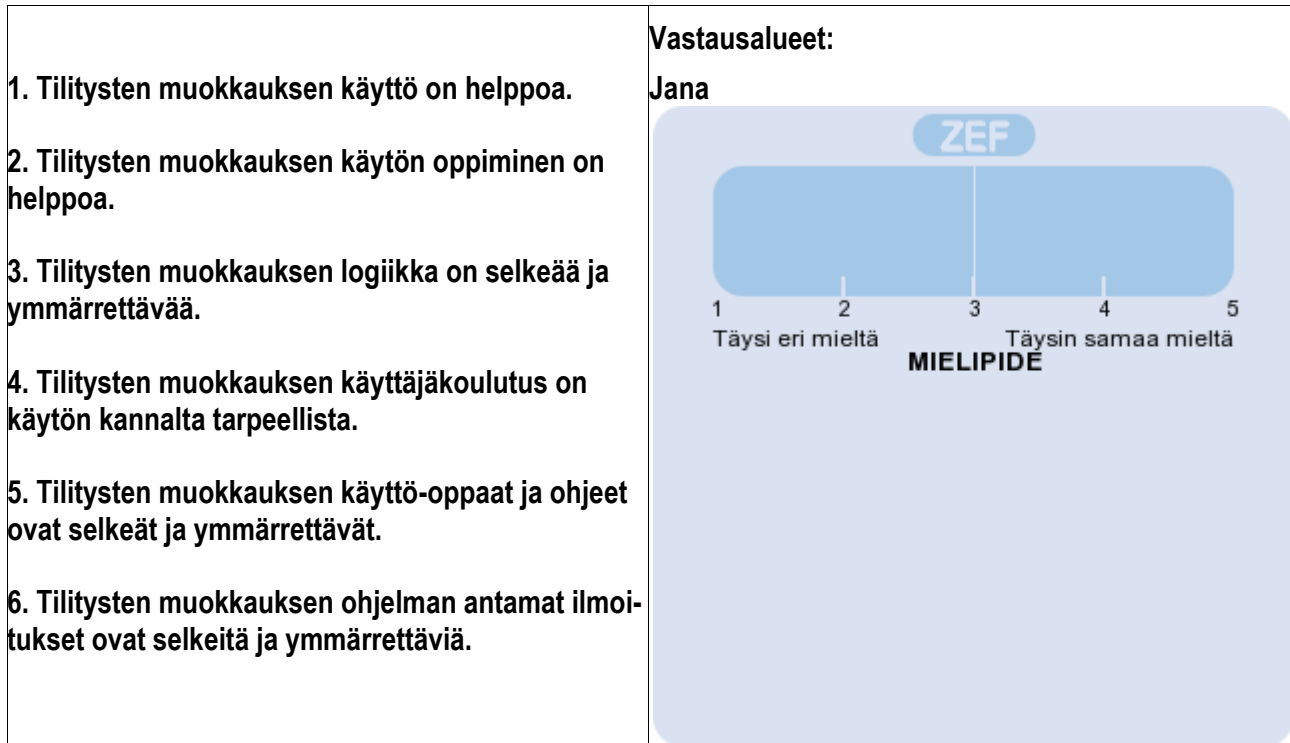 1. Tilitysten muokkauksen käyttö on helppoa.
2. Tilitysten muokkauksen käytön oppiminen on
helppoa.
3. Tilitysten muokkauksen logiikka on selkeää ja
ymmärrettävää.
4. Tilitysten muokkauksen käyttäjäkoulutus on
käytön kannalta tarpeellista.
5. Tilitysten muokkauksen käyttö-oppaat ja ohjeet
ovat selkeät ja ymmärrettävät.
6. Tilitysten muokkauksen ohjelman antamat ilmoi-
tukset ovat selkeitä ja ymmärrettäviä.
Vastausalueet:
Jana
ZEF
1 2 3 4 5
Täysi eri mieltä Täysin samaa mieltä
MIELIPIDE